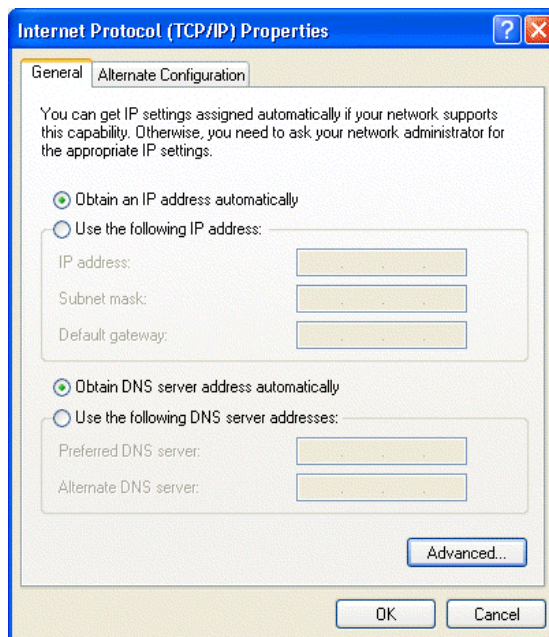 Internet Protocol (TCP/IP) Properties
General
Alternate Configuration
You can get IP settings assigned automatically if your network supports
this capability. Otherwise, you need to ask your network administrator for
the appropriate IP settings.
Obtain an IP address automatically
Use the following IP address:
IP address:
Subnet mask:
Default gateway:
Obtain DNS server address automatically
Use the following DNS server addresses:
Preferred DNS server:
Alternate DNS server:
Advanced...
OK
Cancel